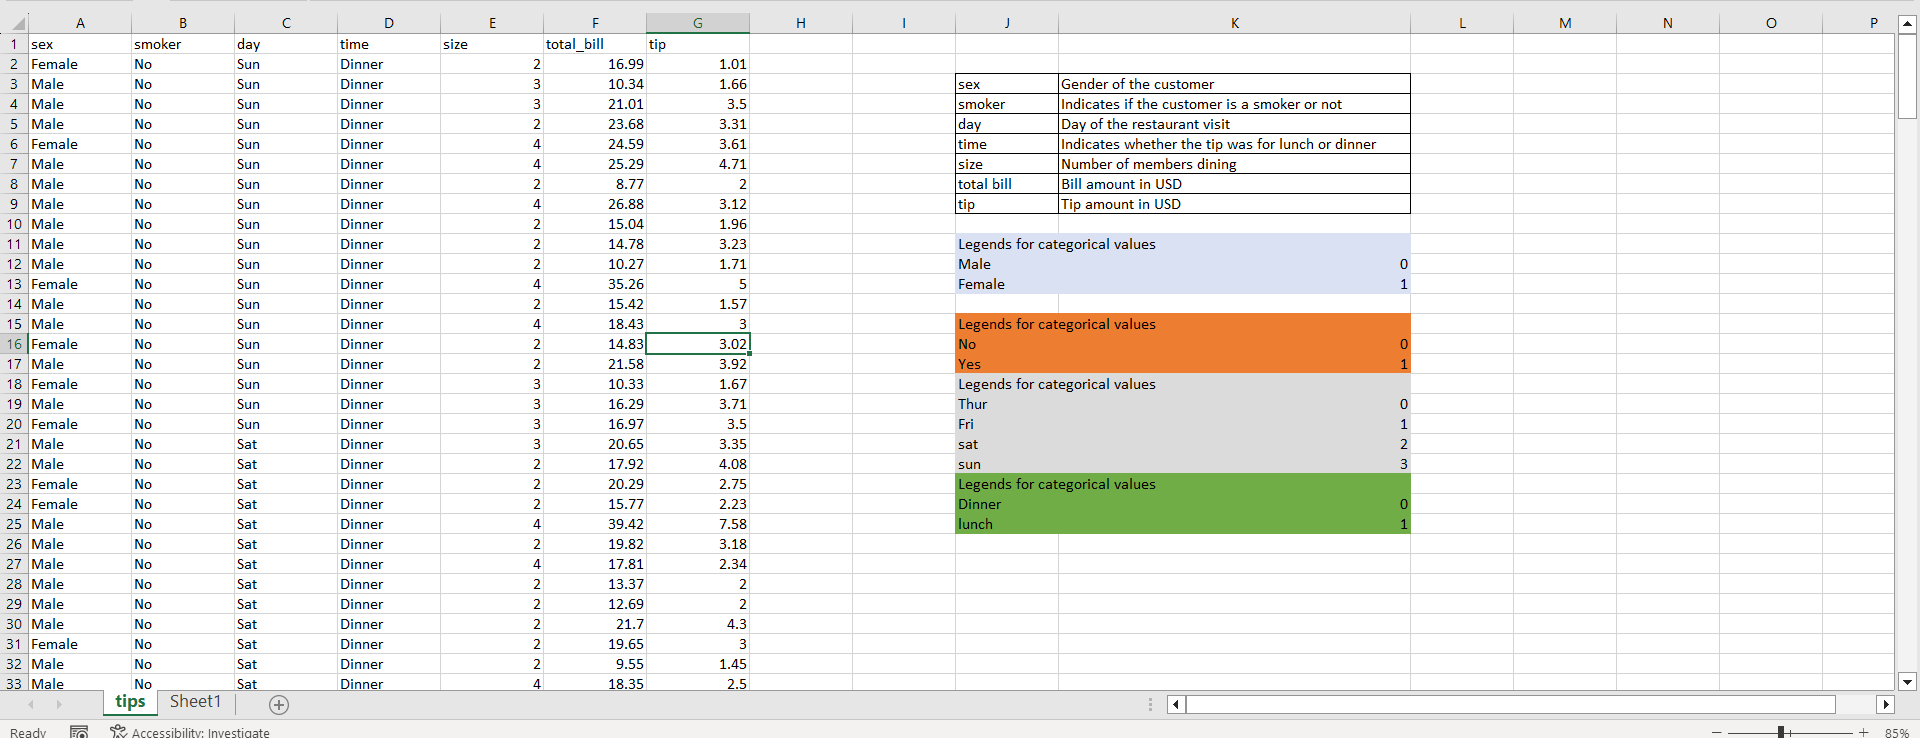 A B C D E F G H I J K L M N O P
1 sex smoker day time size total_bill tip
2 Female No Sun Dinner 2 16.99 1.01
3 Male No Sun Dinner 3 10.34 1.66 sex Gender of the customer
4 Male No Sun Dinner 3 21.01 3.5 smoker Indicates if the customer is a smoker or not
5 Male No Sun Dinner 2 23.68 3.31 day Day of the restaurant visit
6 Female No Sun Dinner 4 24.59 3.61 time Indicates whether the tip was for lunch or dinner
7 Male No Sun Dinner 4 25.29 4.71 size Number of members dining
8 Male No Sun Dinner 2 8.77 2 total bill Bill amount in USD
9 Male No Sun Dinner 4 26.88 3.12 tip Tip amount in USD
10 Male No Sun Dinner 2 15.04 1.96
11 Male No Sun Dinner 2 14.78 3.23 Legends for categorical values
12 Male No Sun Dinner 2 10.27 1.71 Male 0
13 Female No Sun Dinner 4 35.26 5 Female 1
14 Male No Sun Dinner 2 15.42 1.57
15 Male No Sun Dinner 4 18.43 3 Legends for categorical values
16 Female No Sun Dinner 2 14.83 3.02 No 0
17 Male No Sun Dinner 2 21.58 3.92 Yes 1
18 Female No Sun Dinner 3 10.33 1.67 Legends for categorical values
19 Male No Sun Dinner 3 16.29 3.71 Thur 0
20 Female No Sun Dinner 3 16.97 3.5 Fri 1
21 Male No Sat Dinner 3 20.65 3.35 sat 2
22 Male No Sat Dinner 2 17.92 4.08 sun 3
23 Female No Sat Dinner 2 20.29 2.75 Legends for categorical values
24 Female No Sat Dinner 2 15.77 2.23 Dinner 0
25 Male No Sat Dinner 4 39.42 7.58 lunch 1
26 Male No Sat Dinner 2 19.82 3.18
27 Male No Sat Dinner 4 17.81 2.34
28 Male No Sat Dinner 2 13.37 2
29 Male No Sat Dinner 2 12.69 2
30 Male No Sat Dinner 2 21.7 4.3
31 Female No Sat Dinner 2 19.65 3
32 Male No Sat Dinner 2 9.55 1.45
33 Male No Sat Dinner 4 18.35 2.5
tips Sheet1
Ready Accessibility: Investigate 85%